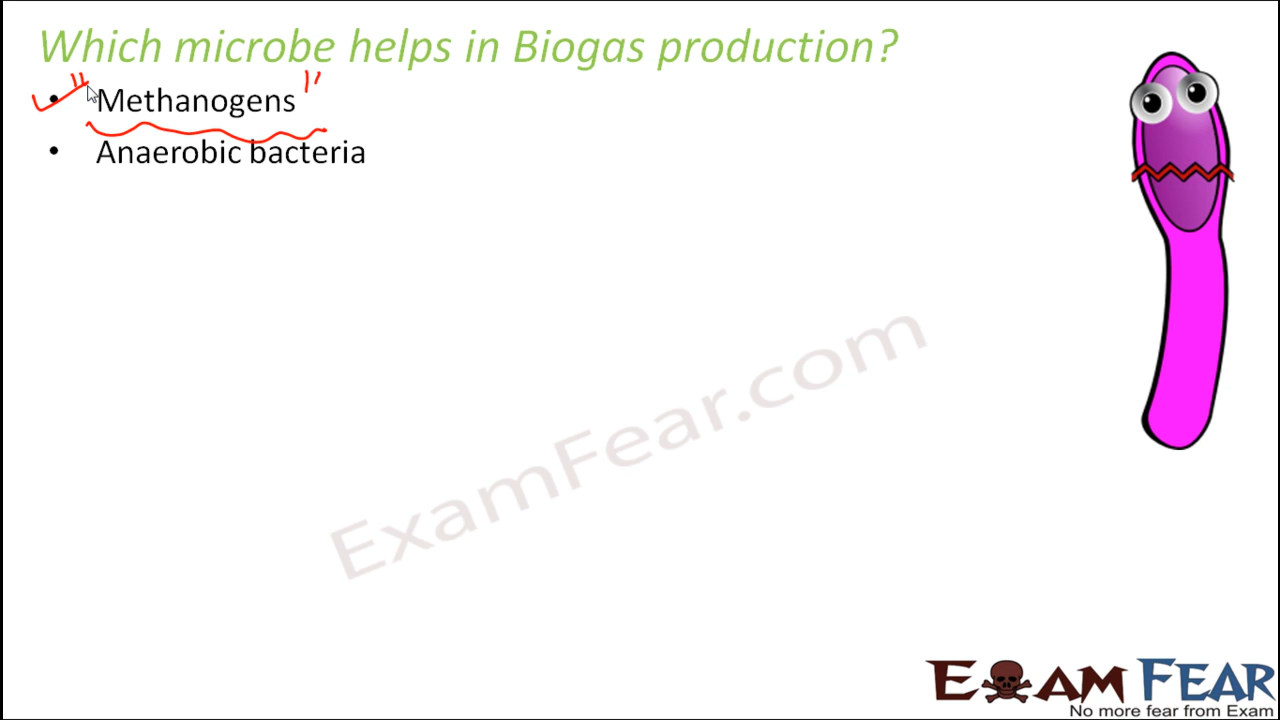 Which microbe helps in Biogas production?
• Methanogens
• Anaerobic bacteria
ExamFear.com
EXAM FEAR
No more fear from Exam